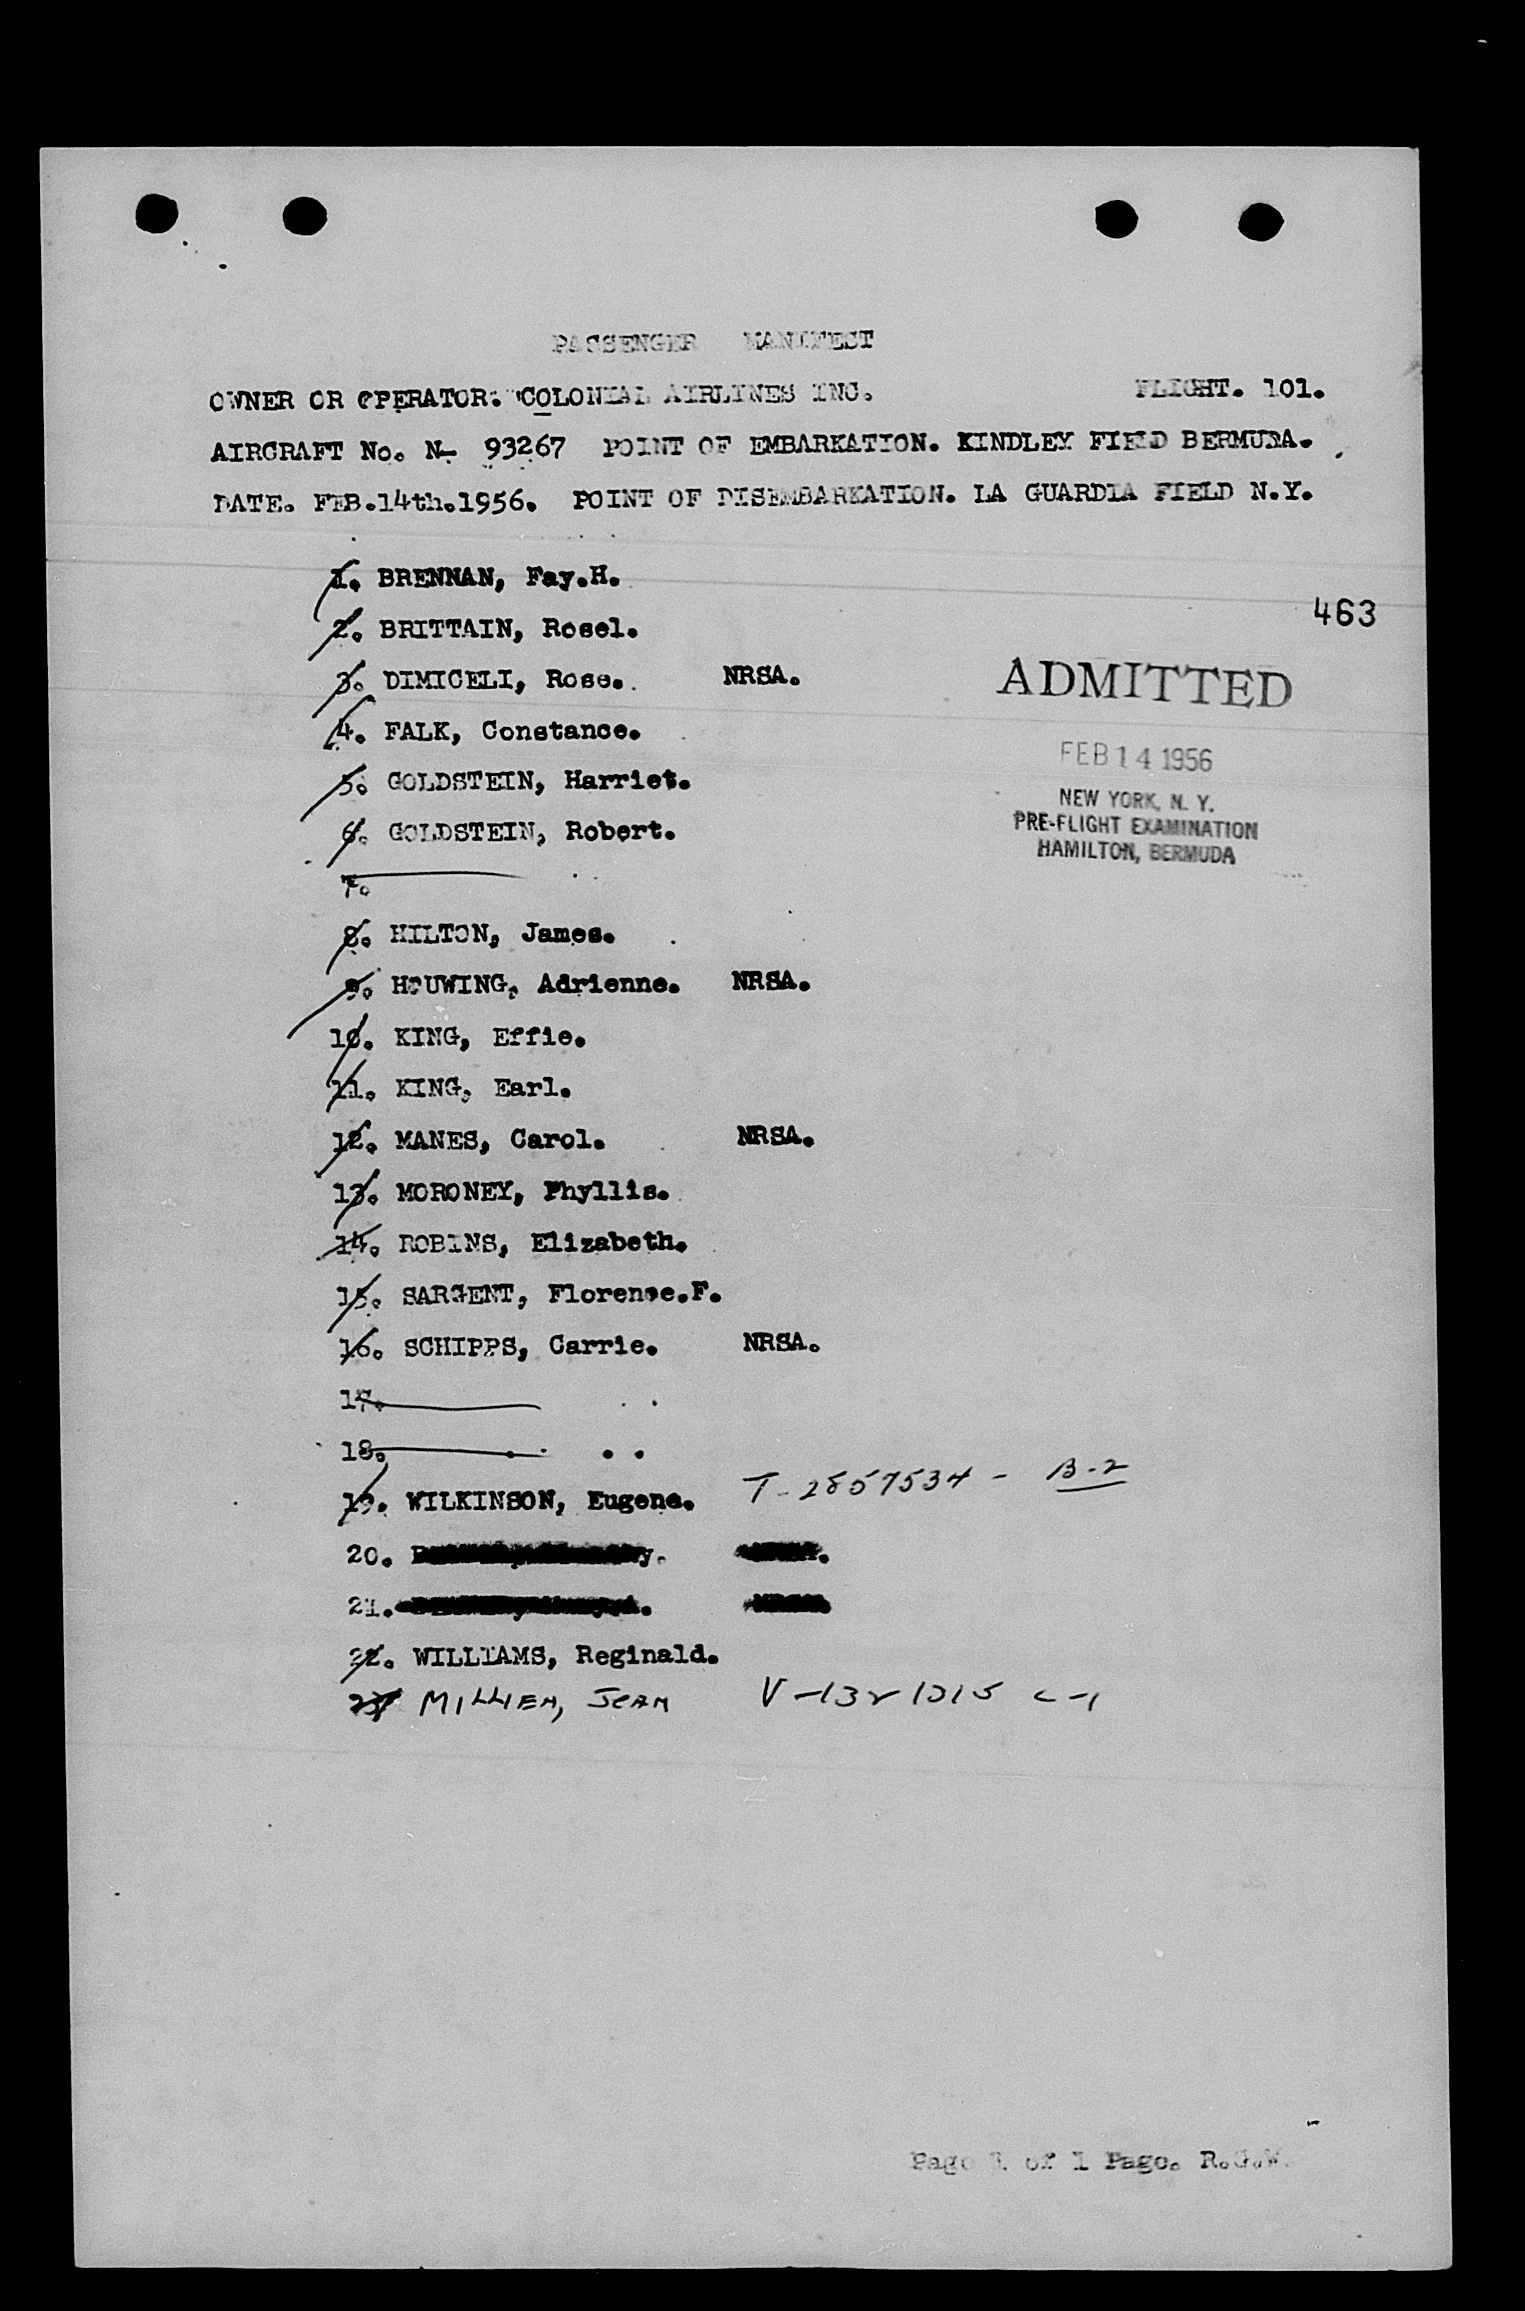 PASSENGER MANIFEST
OWNER OR OPERATOR. COLONIAL AIRLINES INC. FLIGHT. 101.
AIRCRAFT No. N- 93267 POINT OF EMBARKATION. KINDLEY FIELD BERMUDA.
DATE. FEB.14th.1956. POINT OF DISEMBARKATION. LA GUARDIA FIELD N.Y.
1. BRENNAN, Fay.H.
463
2. BRITTAIN, Rosel.
3. DIMICELI, Rose. NRSA.
ADMITTED
4. FALK, Constance.
FEB 14 1956
5. GOLDSTEIN, Harriet.
NEW YORK, N. Y.
PRE-FLIGHT EXAMINATION
6. GOLDSTEIN, Robert.
HAMILTON, BERMUDA
7.
8. HILTON, James.
9. HOUWING, Adrienne. NRSA.
10. KING, Effie.
11. KING, Earl.
12. MANES, Carol. NRSA.
13. MORONEY, Phyllis.
14. ROBINS, Elizabeth.
15. SARGENT, Florence.F.
16. SCHIPPS, Carrie. NRSA.
17.
18.
19. WILKINSON, Eugene. T-2857534 - B-2
20.
21.
22. WILLIAMS, Reginald.
23 MILLIEN, JEAN C-1
Page 1 of 1 Page. R.G.W.